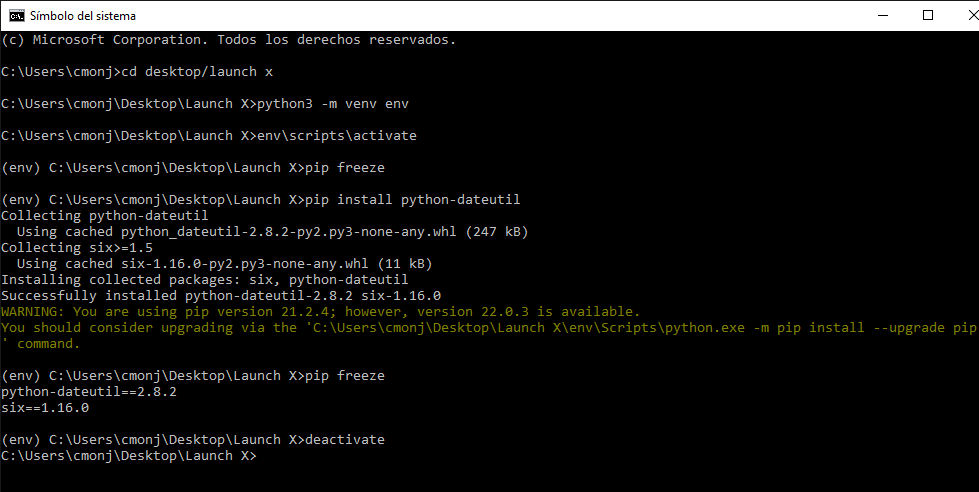 Símbolo del sistema
(c) Microsoft Corporation. Todos los derechos reservados.
C:\Users\cmonj>cd desktop/launch x
C:\Users\cmonj\Desktop\Launch X>python3 -m venv env
C:\Users\cmonj\Desktop\Launch X>env\scripts\activate
(env) C:\Users\cmonj\Desktop\Launch X>pip freeze
(env) C:\Users\cmonj\Desktop\Launch X>pip install python-dateutil
Collecting python-dateutil
  Using cached python_dateutil-2.8.2-py2.py3-none-any.whl (247 kB)
Collecting six>=1.5
  Using cached six-1.16.0-py2.py3-none-any.whl (11 kB)
Installing collected packages: six, python-dateutil
Successfully installed python-dateutil-2.8.2 six-1.16.0
WARNING: You are using pip version 21.2.4; however, version 22.0.3 is available.
You should consider upgrading via the 'C:\Users\cmonj\Desktop\Launch X\env\Scripts\python.exe -m pip install --upgrade pip
' command.
(env) C:\Users\cmonj\Desktop\Launch X>pip freeze
python-dateutil==2.8.2
six==1.16.0
(env) C:\Users\cmonj\Desktop\Launch X>deactivate
C:\Users\cmonj\Desktop\Launch X>